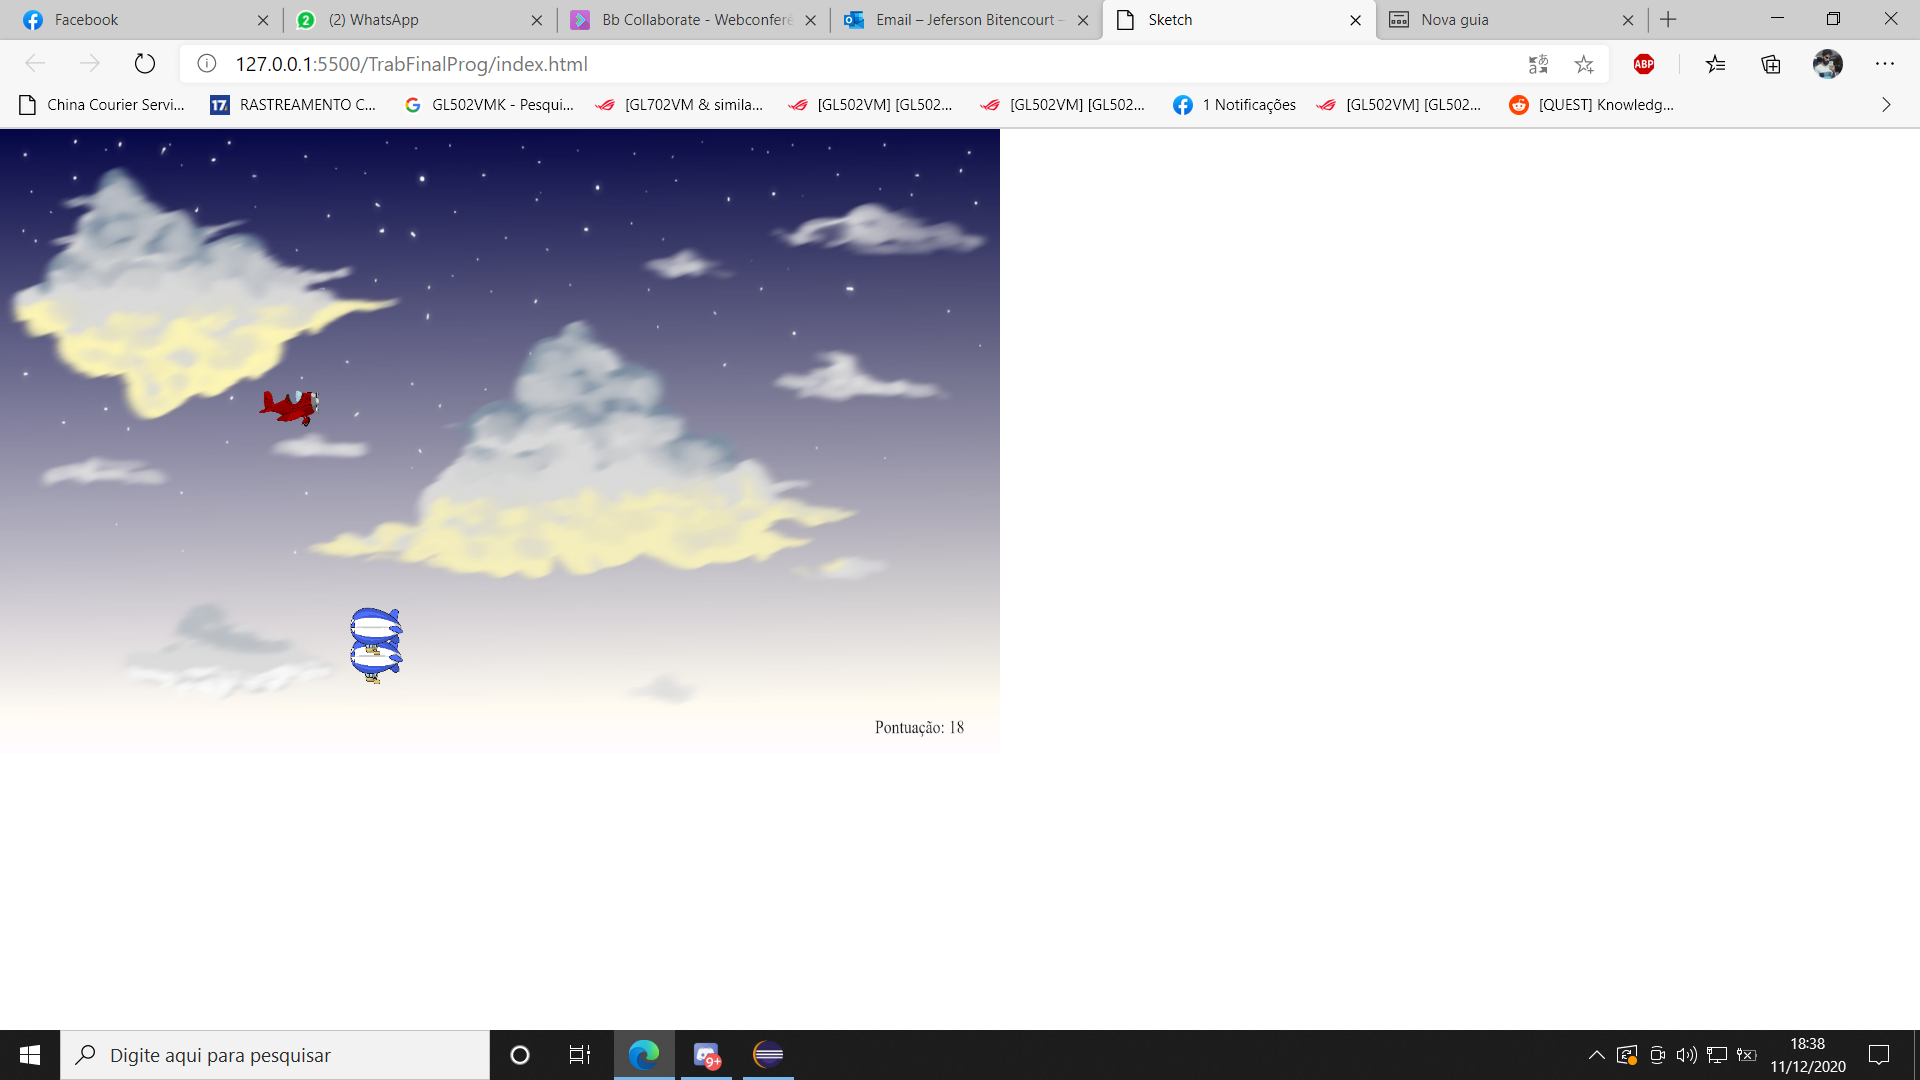 Facebook
(2) WhatsApp
Bb Collaborate - Webconferê
Email – Jeferson Bitencourt –
Sketch
Nova guia
127.0.0.1:5500/TrabFinalProg/index.html
ABP
China Courier Servi...
17
RASTREAMENTO C...
GL502VMK - Pesqui...
[GL702VM & simila...
[GL502VM] [GL502...
[GL502VM] [GL502...
1 Notificações
[GL502VM] [GL502...
[QUEST] Knowledg...
Pontuação: 18
Digite aqui para pesquisar
9+
18:38
11/12/2020